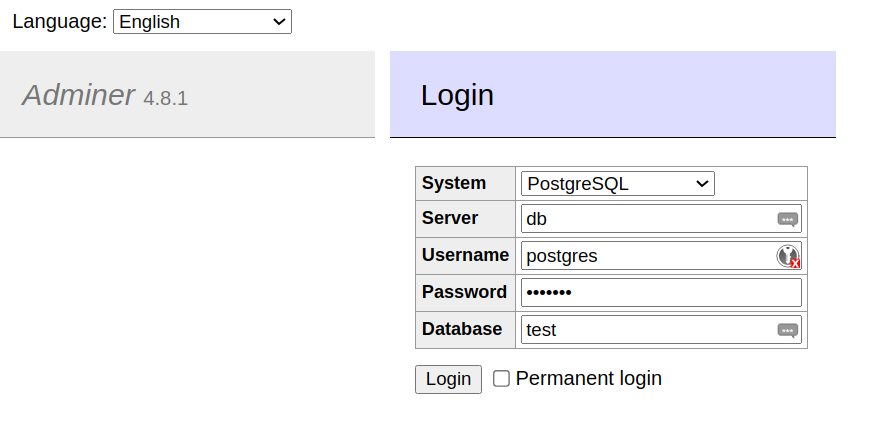 Language: English
Adminer 4.8.1
Login
System PostgreSQL
Server db
Username postgres
Password •••••••
Database test
Login Permanent login